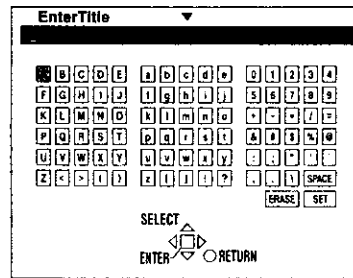 EnterTitle ▼
_
A B C D E a b c d e 0 1 2 3 4
F G H I J f g h i j 5 6 7 8 9
K L M N O k l m n o + - * / =
P Q R S T p q r s t & # $ % @
U V W X Y u v w x y
Z < > ( ) z ! ? SPACE
ERASE SET
SELECT
ENTER RETURN